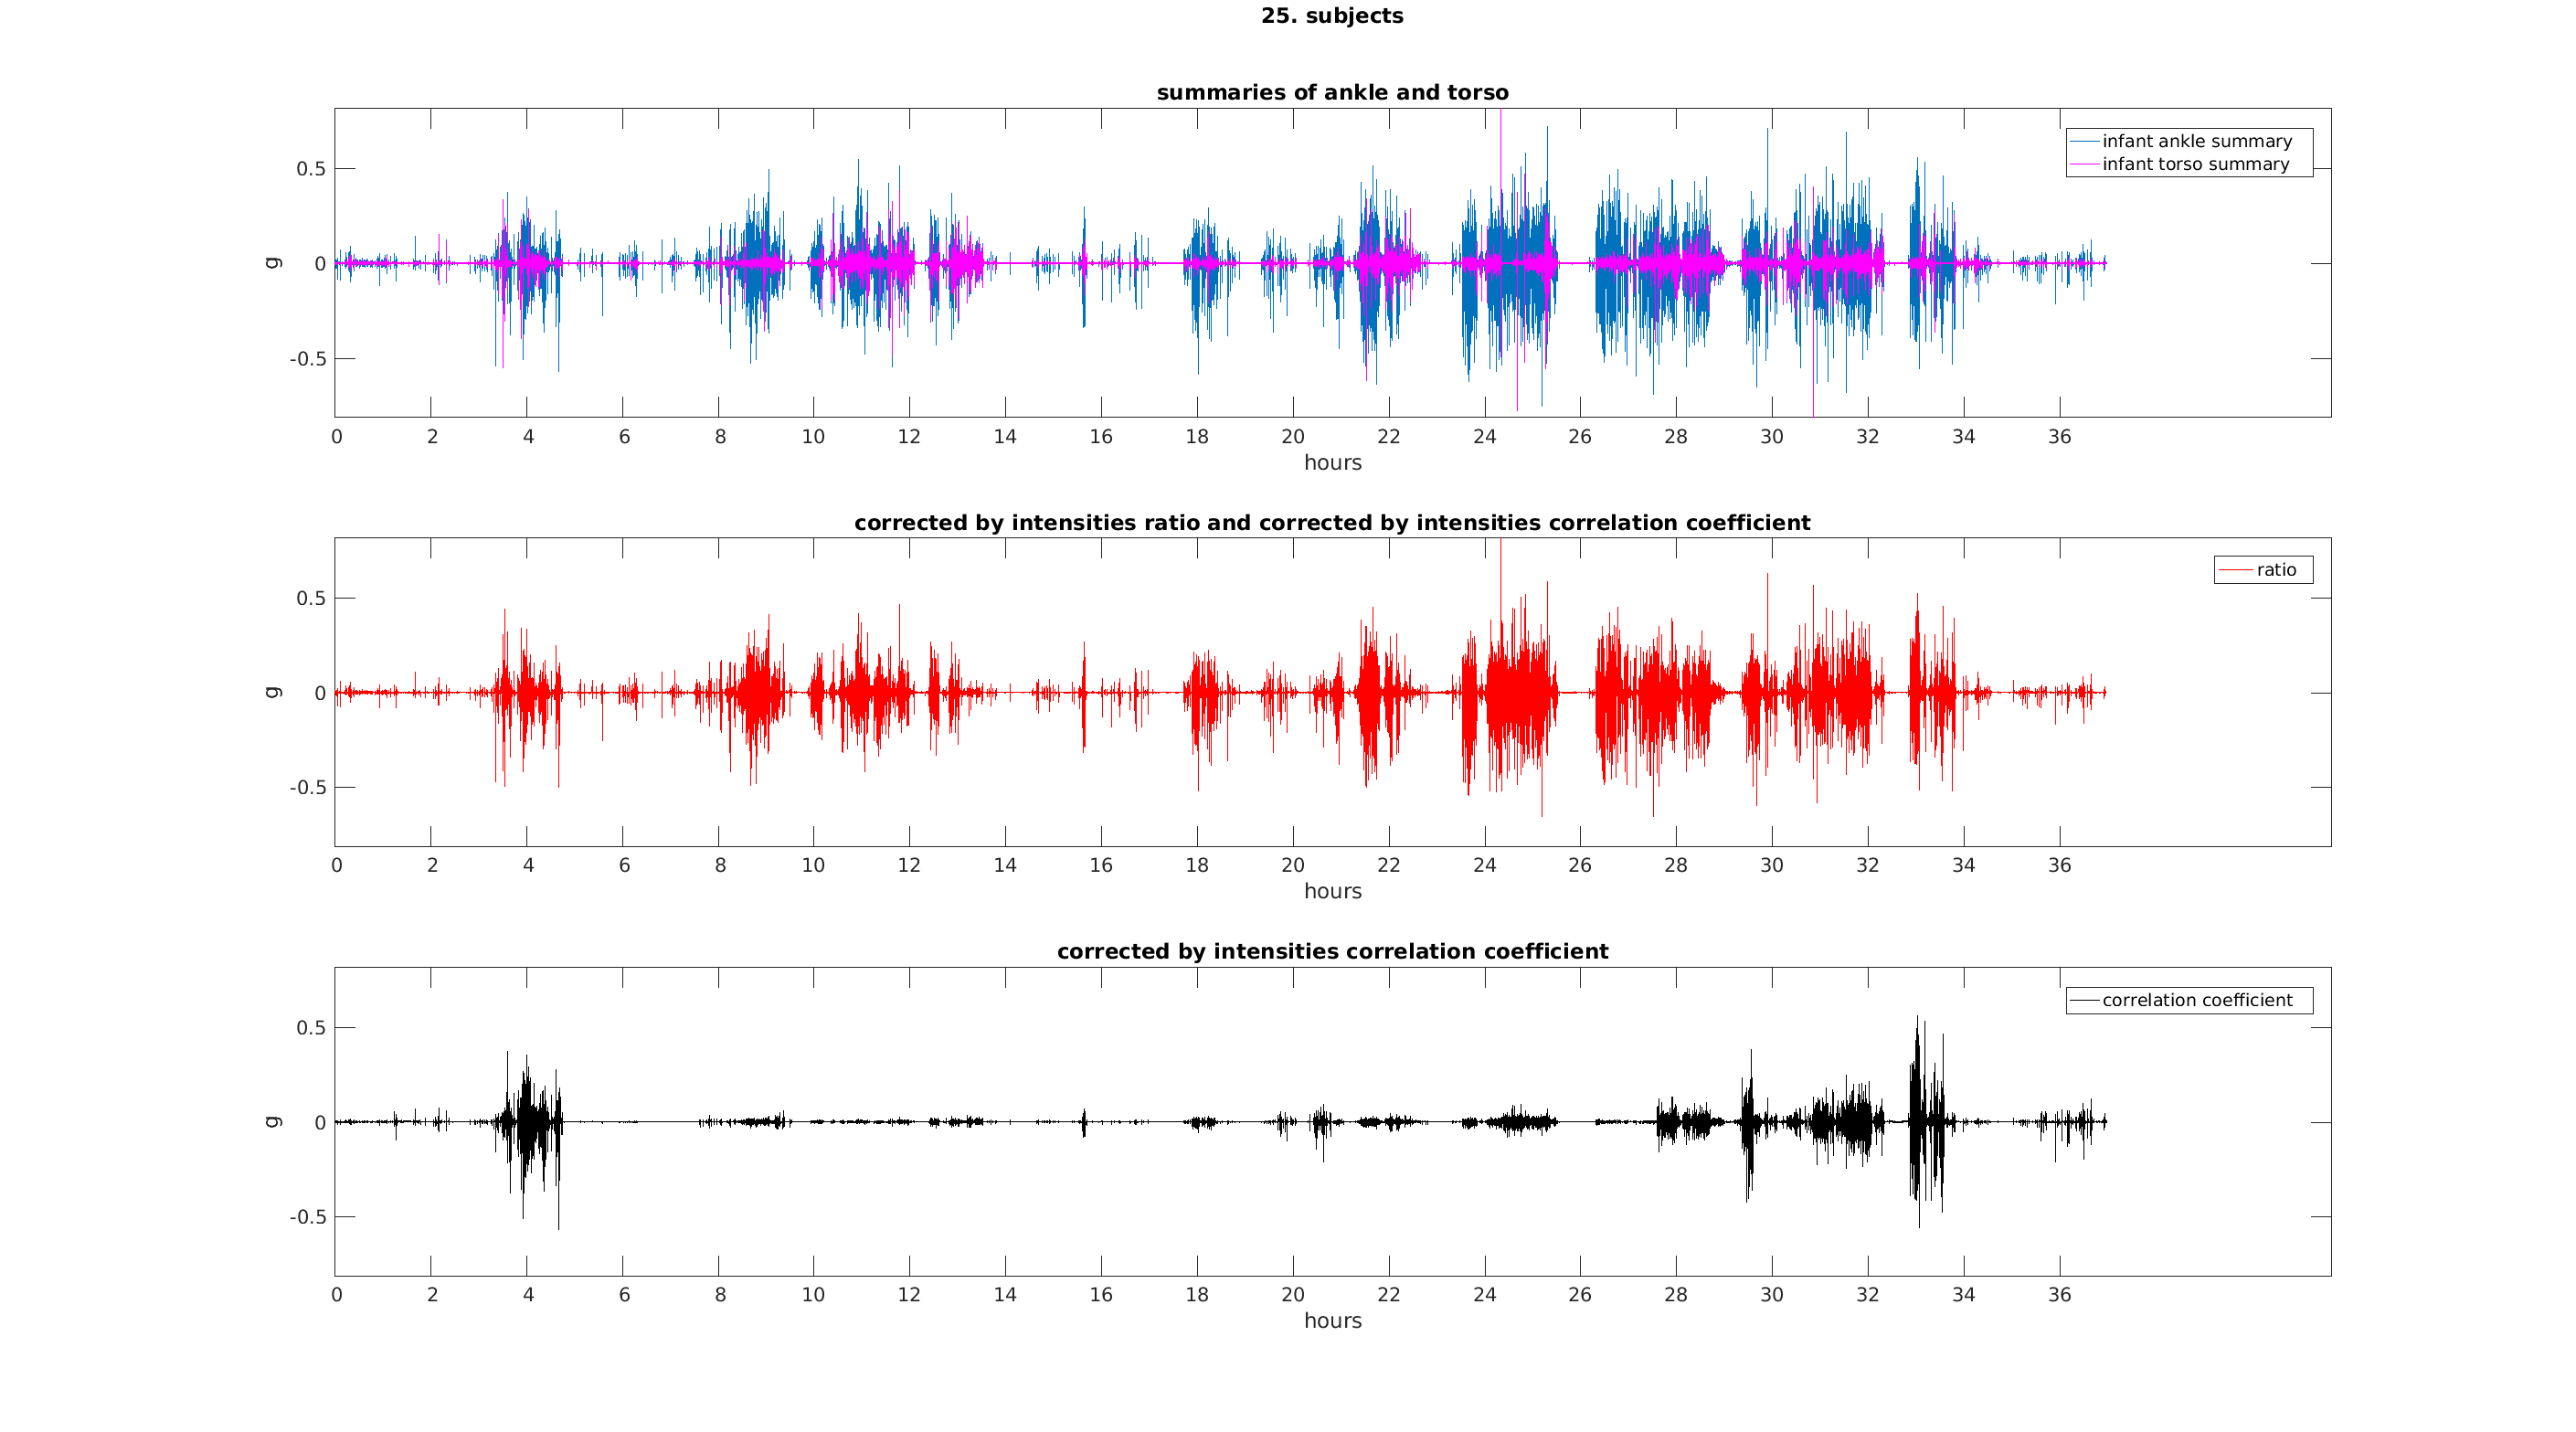 25. subjects
summaries of ankle and torso
infant ankle summary
infant torso summary
0.5
0
-0.5
g
0 2 4 6 8 10 12 14 16 18 20 22 24 26 28 30 32 34 36
hours
corrected by intensities ratio and corrected by intensities correlation coefficient
ratio
0.5
0
-0.5
g
0 2 4 6 8 10 12 14 16 18 20 22 24 26 28 30 32 34 36
hours
corrected by intensities correlation coefficient
correlation coefficient
0.5
0
-0.5
g
0 2 4 6 8 10 12 14 16 18 20 22 24 26 28 30 32 34 36
hours